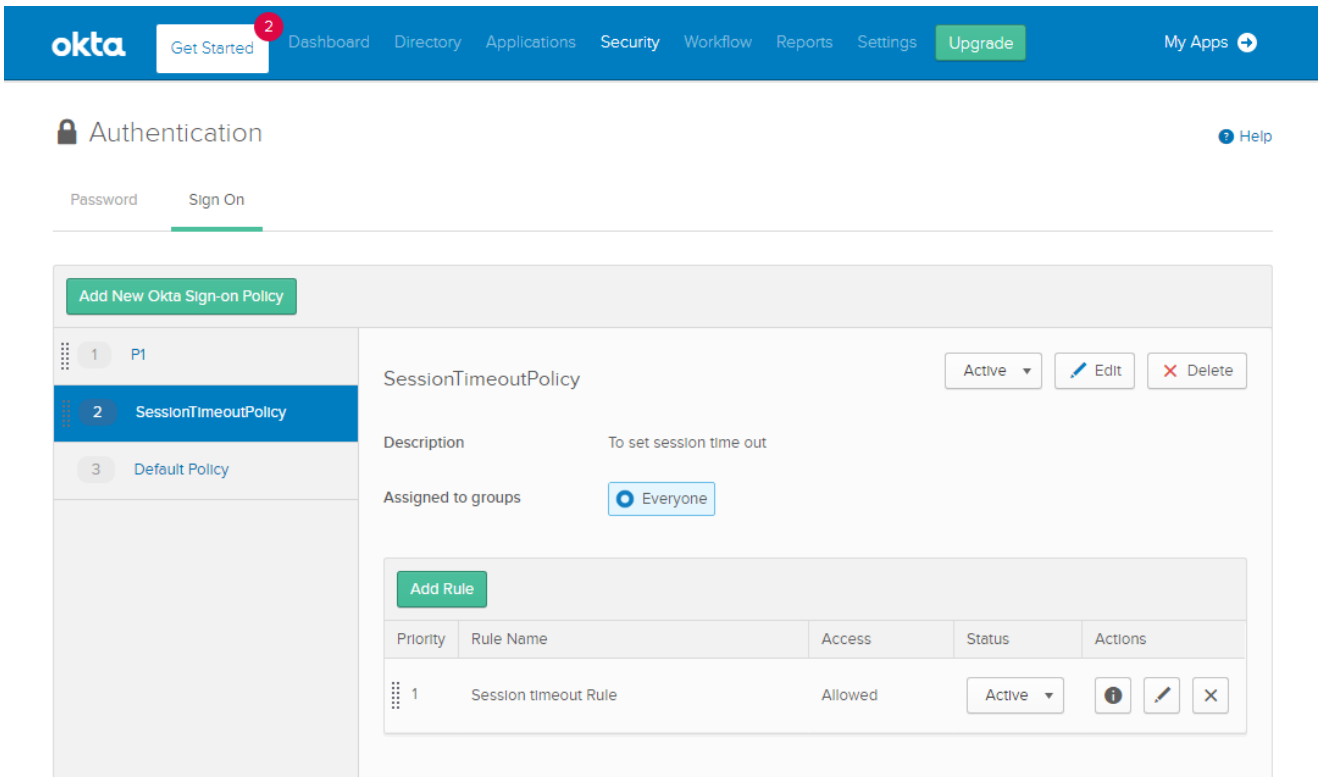 okta Get Started 2 Dashboard Directory Applications Security Workflow Reports Settings Upgrade My Apps
Authentication
Help
Password Sign On
Add New Okta Sign-on Policy
1 P1
2 SessionTimeoutPolicy
3 Default Policy
SessionTimeoutPolicy Active Edit Delete
Description To set session time out
Assigned to groups Everyone
Add Rule
Priority Rule Name Access Status Actions
1 Session timeout Rule Allowed Active